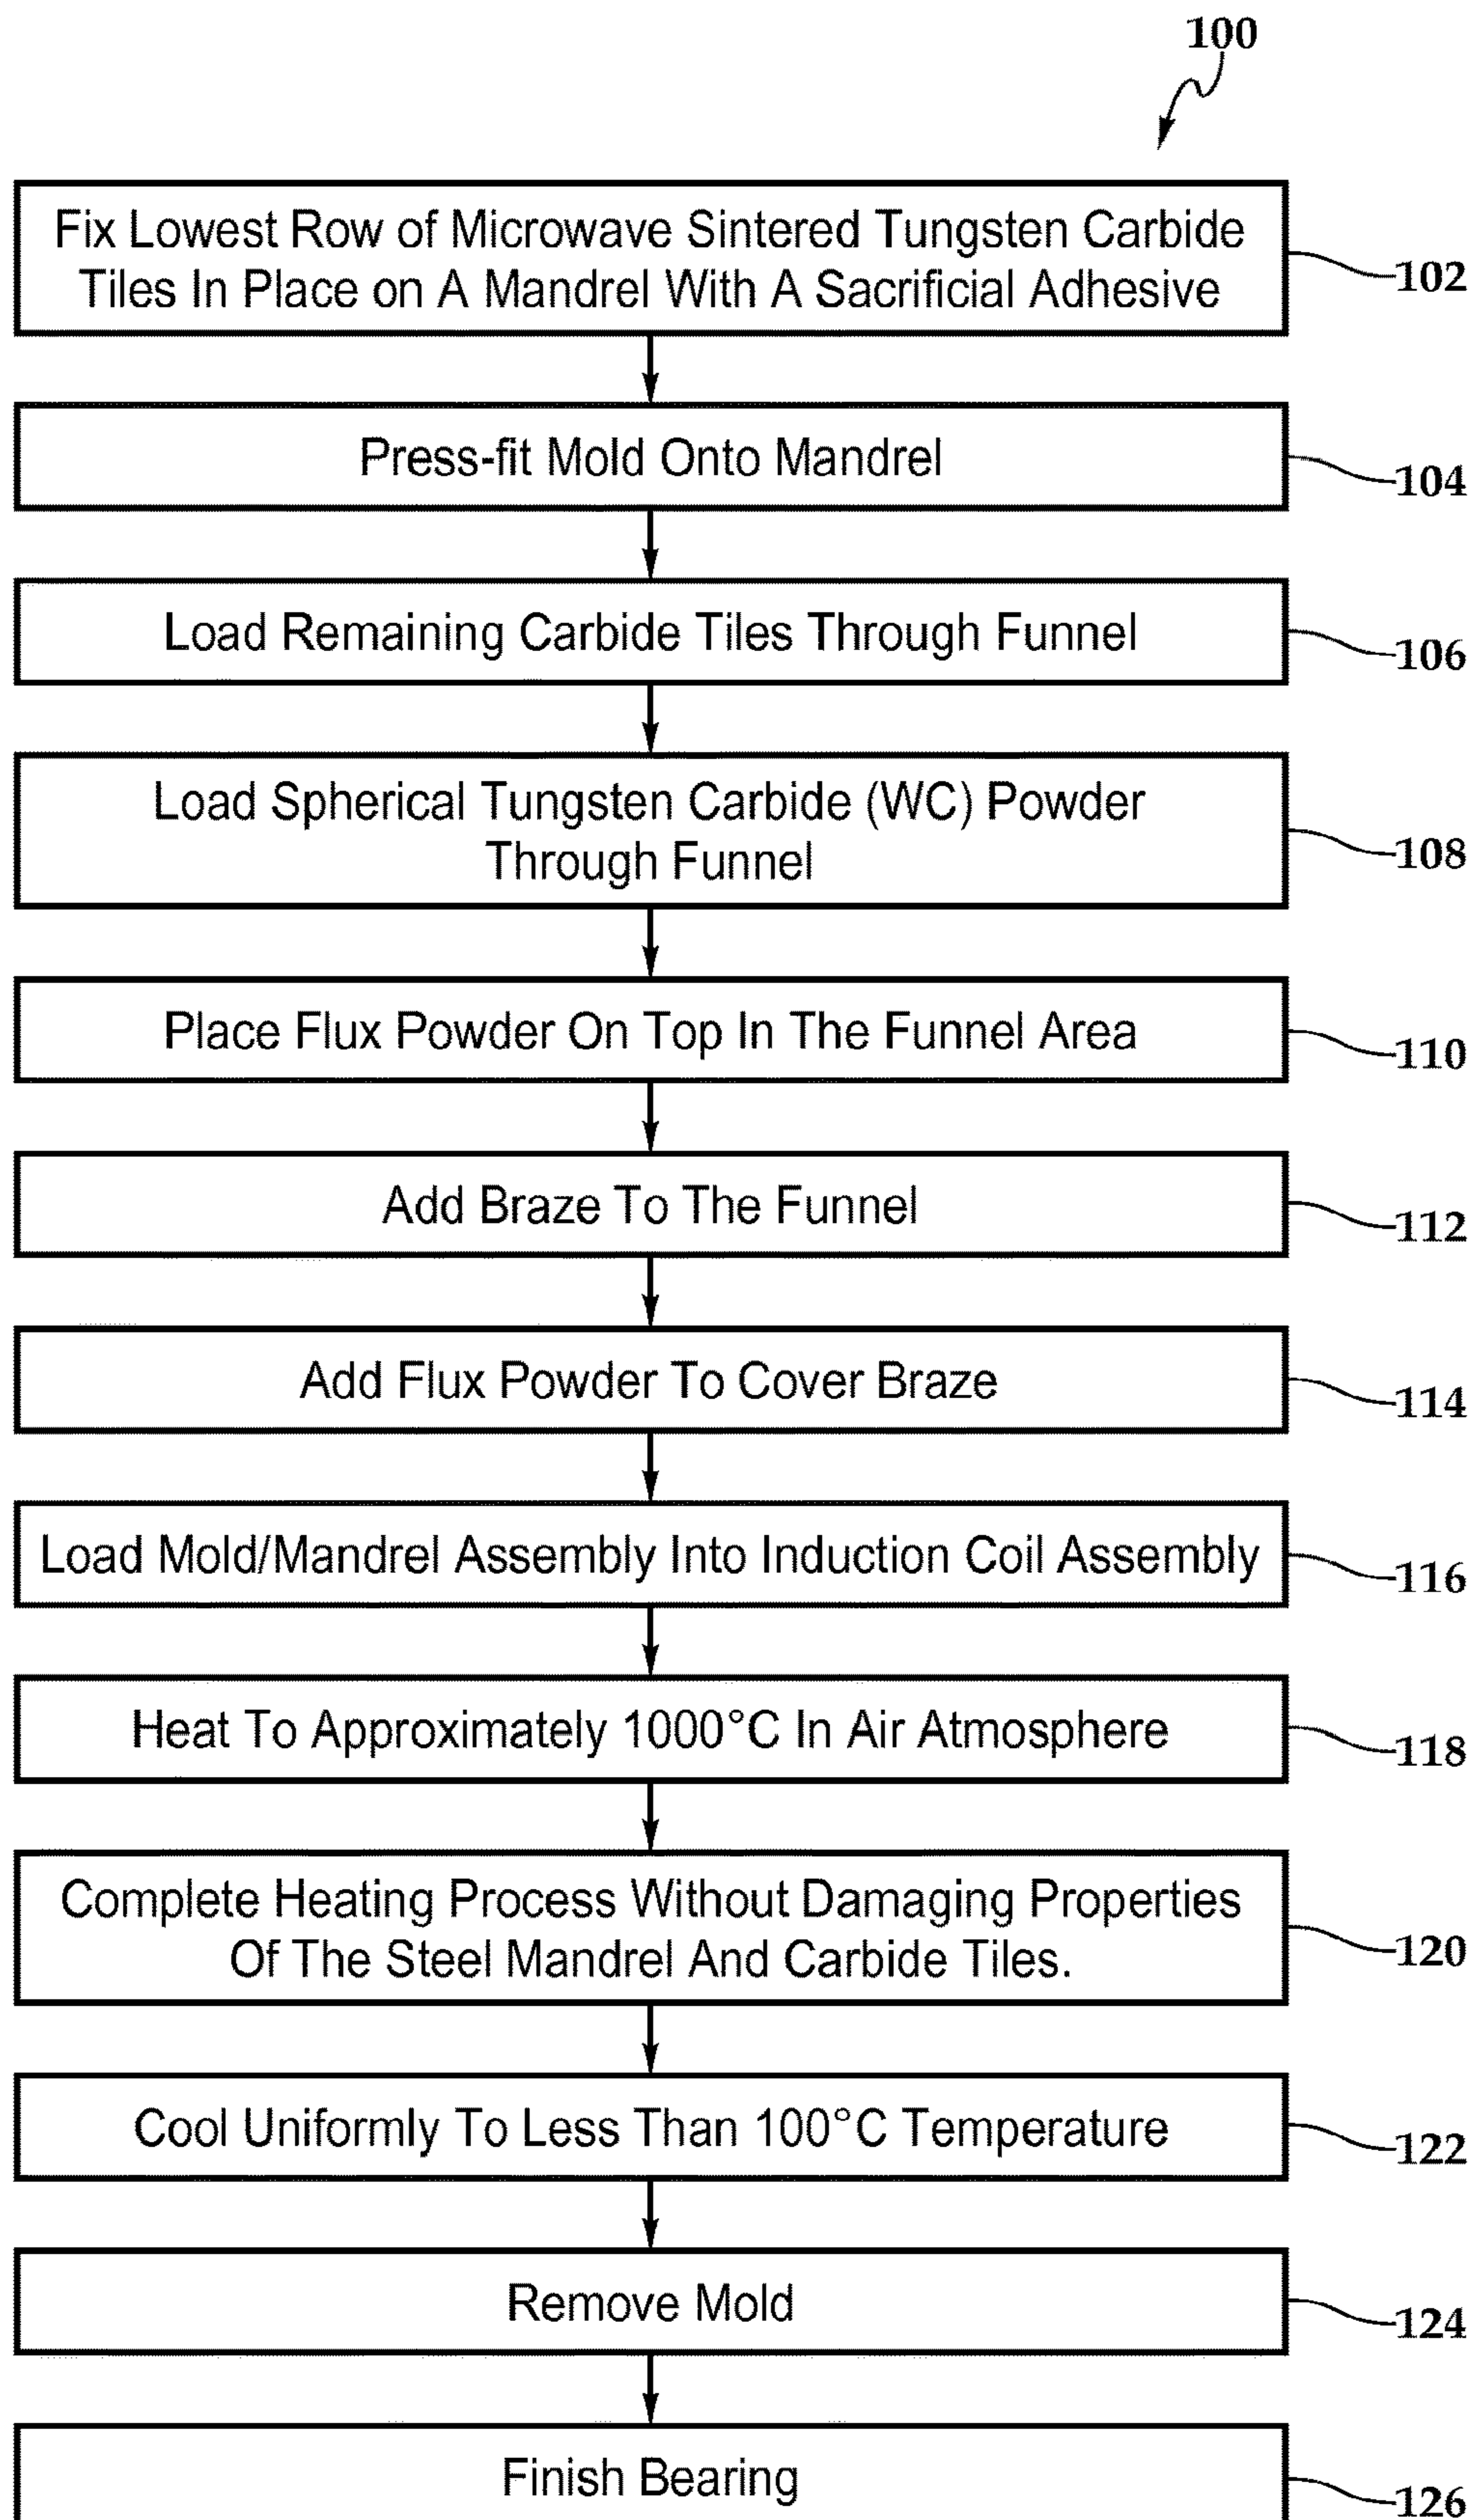 100
Fix Lowest Row of Microwave Sintered Tungsten Carbide
Tiles In Place on A Mandrel With A Sacrificial Adhesive
102
Press-fit Mold Onto Mandrel
104
Load Remaining Carbide Tiles Through Funnel
106
Load Spherical Tungsten Carbide (WC) Powder
Through Funnel
108
Place Flux Powder On Top In The Funnel Area
110
Add Braze To The Funnel
112
Add Flux Powder To Cover Braze
114
Load Mold/Mandrel Assembly Into Induction Coil Assembly
116
Heat To Approximately 1000°C In Air Atmosphere
118
Complete Heating Process Without Damaging Properties
Of The Steel Mandrel And Carbide Tiles.
120
Cool Uniformly To Less Than 100°C Temperature
122
Remove Mold
124
Finish Bearing
126